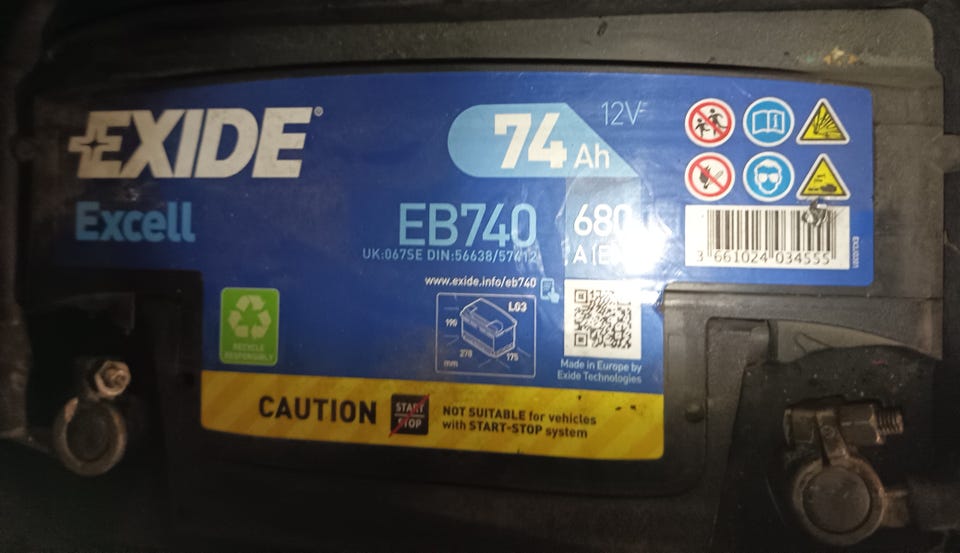 EXIDE®
Excell
74 Ah
12V
EB740
680
UK:067SE DIN:56638/57412
A (E
3 661024 034555
www.exide.info/eb740
L03
190
278
175
mm
RECYCLE
RESPONSIBLY
Made in Europe by
Exide Technologies
CAUTION
START
STOP
NOT SUITABLE for vehicles
with START-STOP system